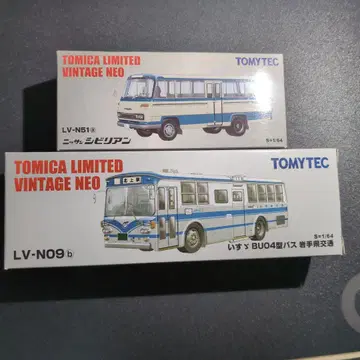 TOMICA LIMITED
VINTAGE NEO
TOMYTEC
LV-N51a
ニッサン シビリアン
S=1/64
TOMICA LIMITED
VINTAGE NEO
TOMYTEC
LV-N09b
S=1/64
いすゞBU04型バス 岩手県交通